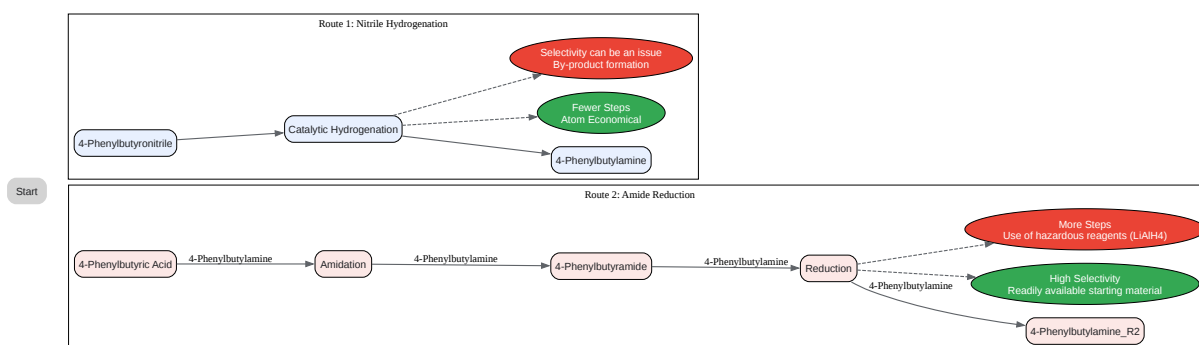 Route 1: Nitrile Hydrogenation
Selectivity can be an issue
By-product formation
Fewer Steps
Atom Economical
Catalytic Hydrogenation
4-Phenylbutyronitrile
4-Phenylbutylamine
Start
Route 2: Amide Reduction
More Steps
Use of hazardous reagents (LiAlH4)
4-Phenylbutyric Acid
4-Phenylbutylamine
Amidation
4-Phenylbutylamine
4-Phenylbutyramide
4-Phenylbutylamine
Reduction
High Selectivity
Readily available starting material
4-Phenylbutylamine
4-Phenylbutylamine_R2